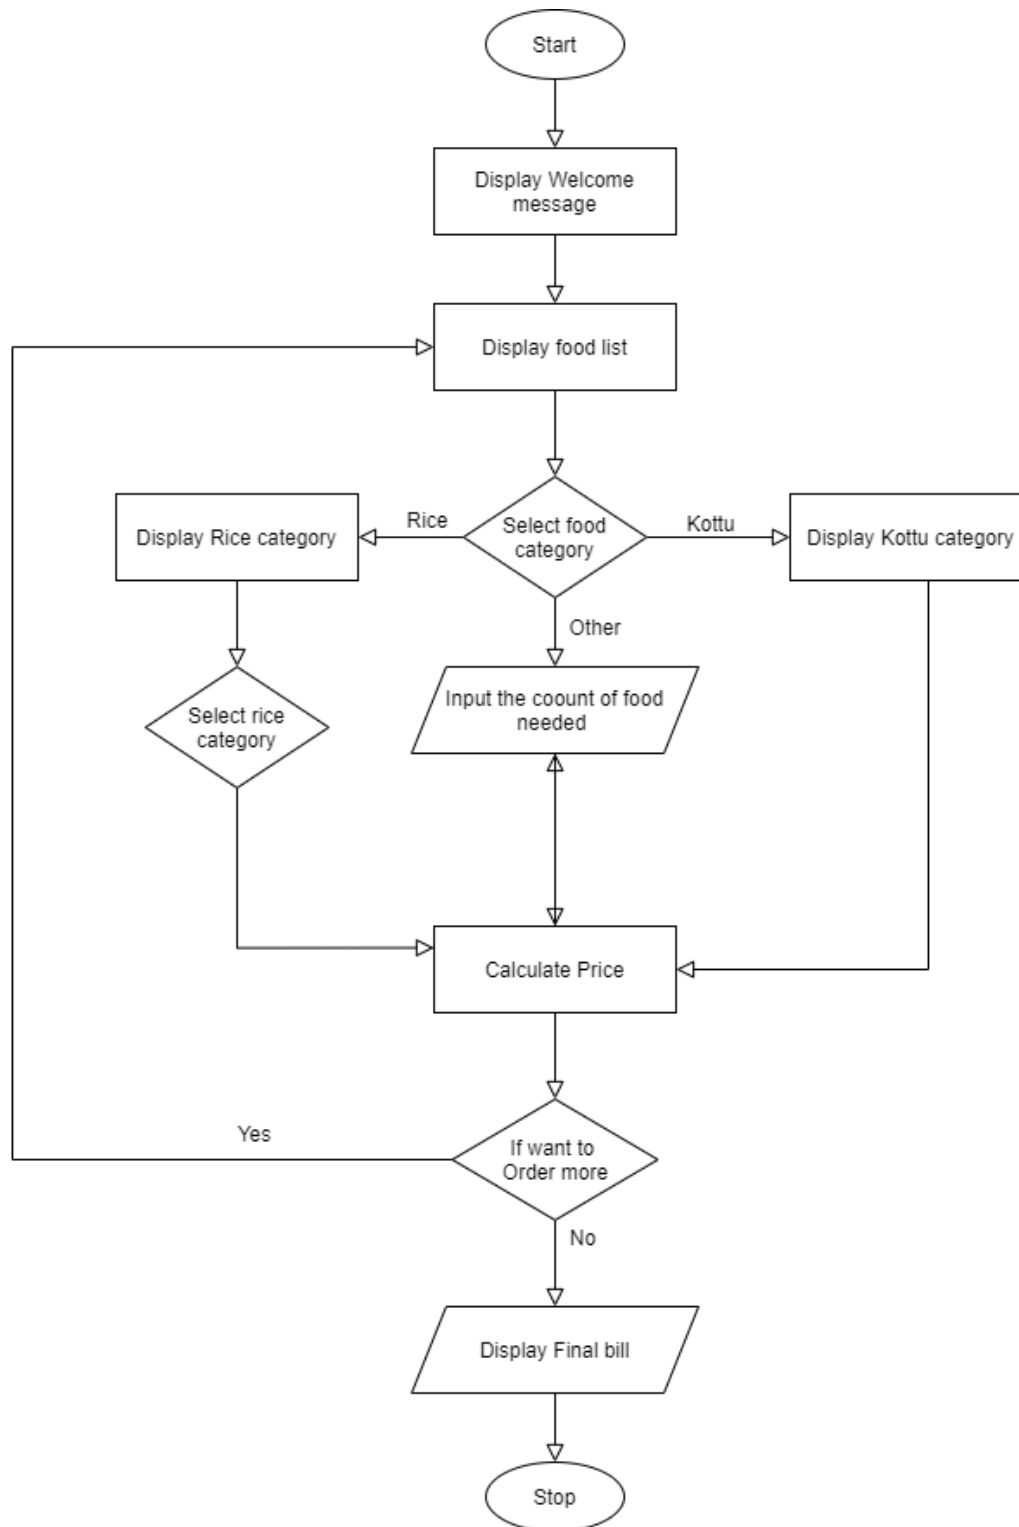 Start
Display Welcome
message
Display food list
Rice
Select food
category
Kottu
Display Rice category
Display Kottu category
Other
Select rice
category
Input the coount of food
needed
Calculate Price
Yes
If want to
Order more
No
Display Final bill
Stop